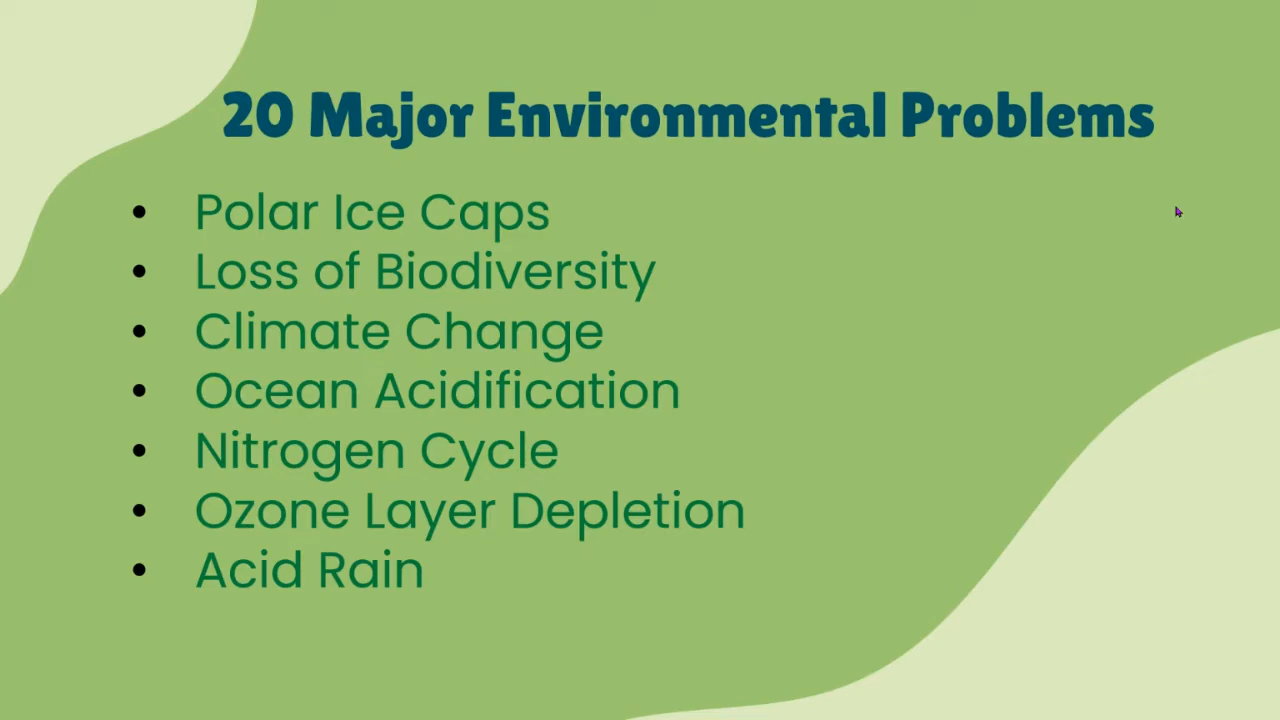 20 Major Environmental Problems
• Polar Ice Caps
• Loss of Biodiversity
• Climate Change
• Ocean Acidification
• Nitrogen Cycle
• Ozone Layer Depletion
• Acid Rain